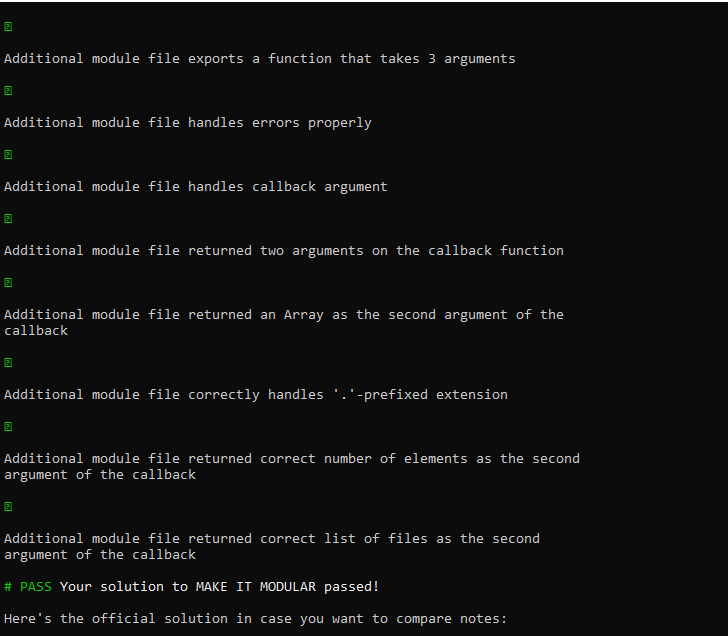 Additional module file exports a function that takes 3 arguments
Additional module file handles errors properly
Additional module file handles callback argument
Additional module file returned two arguments on the callback function
Additional module file returned an Array as the second argument of the
callback
Additional module file correctly handles '.'-prefixed extension
Additional module file returned correct number of elements as the second
argument of the callback
Additional module file returned correct list of files as the second
argument of the callback
# PASS Your solution to MAKE IT MODULAR passed!
Here's the official solution in case you want to compare notes: